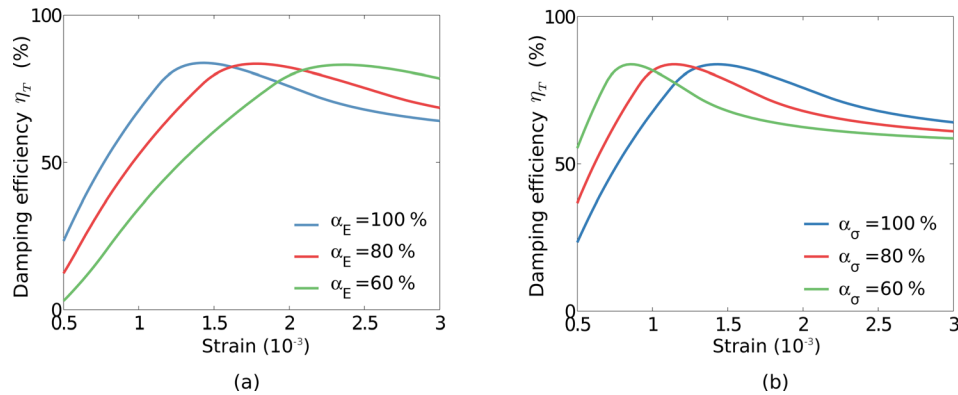 100
50
0
0.5
1
1.5
2
2.5
3
Damping efficiency η_T (%)
Strain (10⁻³)
α_E=100 %
α_E=80 %
α_E=60 %
(a)
100
50
0
0.5
1
1.5
2
2.5
3
Damping efficiency η_T (%)
Strain (10⁻³)
α_σ=100 %
α_σ=80 %
α_σ=60 %
(b)